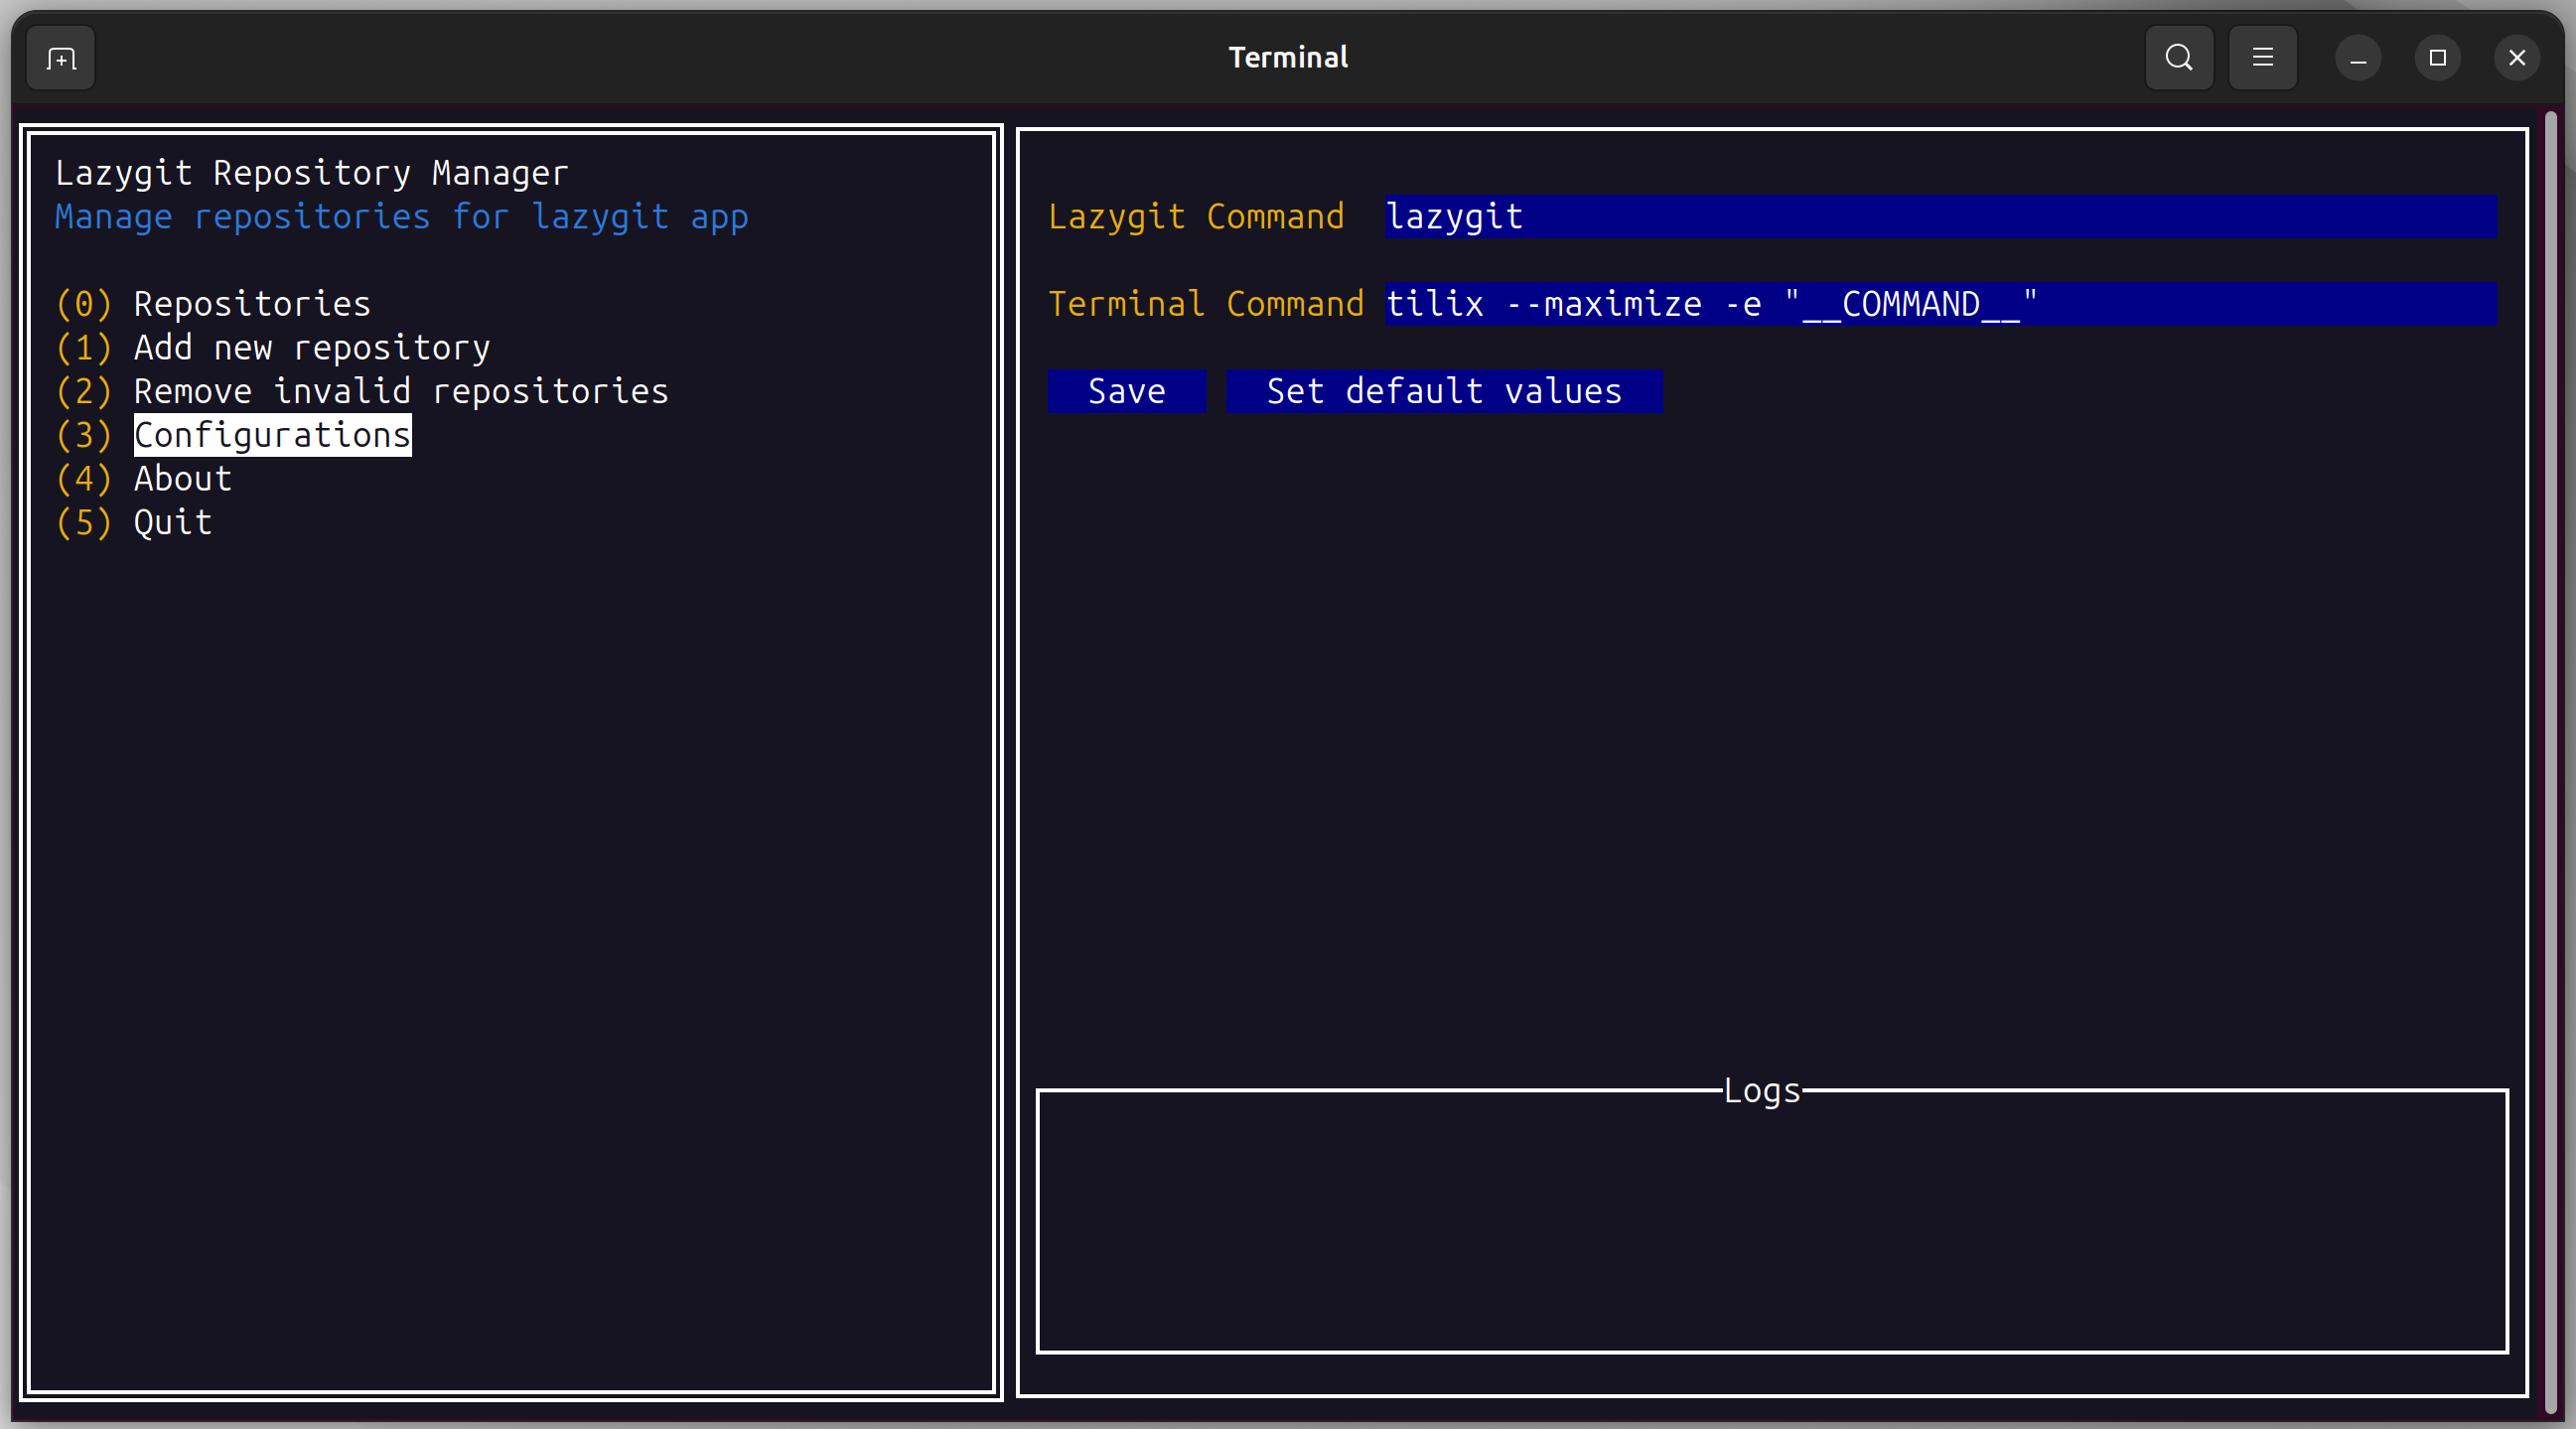 Terminal
Lazygit Repository Manager
Manage repositories for lazygit app
(0) Repositories
(1) Add new repository
(2) Remove invalid repositories
(3) Configurations
(4) About
(5) Quit
Lazygit Command lazygit
Terminal Command tilix --maximize -e "__COMMAND__"
Save Set default values
Logs